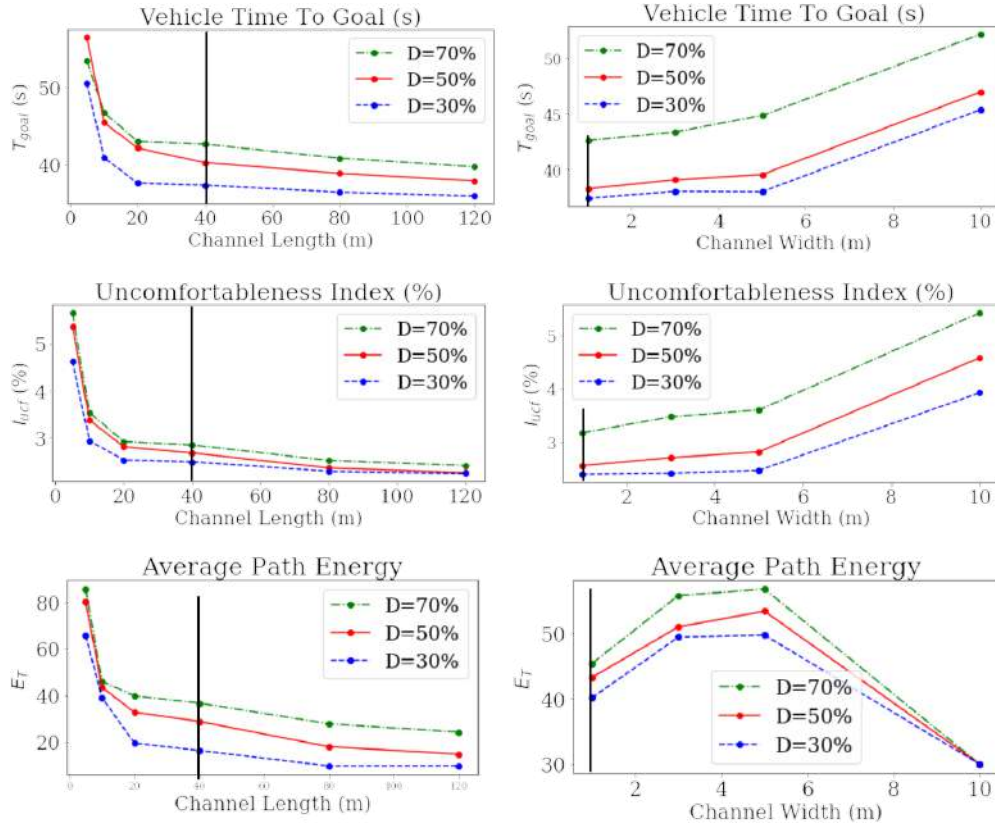 Vehicle Time To Goal (s)
D=70%
D=50%
D=30%
50
40
T_goal (s)
0 20 40 60 80 100 120
Channel Length (m)
Vehicle Time To Goal (s)
D=70%
D=50%
D=30%
50
45
40
T_goal (s)
2 4 6 8 10
Channel Width (m)
Uncomfortableness Index (%)
D=70%
D=50%
D=30%
5
4
3
I_ucf (%)
0 20 40 60 80 100 120
Channel Length (m)
Uncomfortableness Index (%)
D=70%
D=50%
D=30%
5
4
3
I_ucf (%)
2 4 6 8 10
Channel Width (m)
Average Path Energy
D=70%
D=50%
D=30%
80
60
40
20
E_T
0 20 40 60 80 100 120
Channel Length (m)
Average Path Energy
D=70%
D=50%
D=30%
50
40
30
E_T
2 4 6 8 10
Channel Width (m)